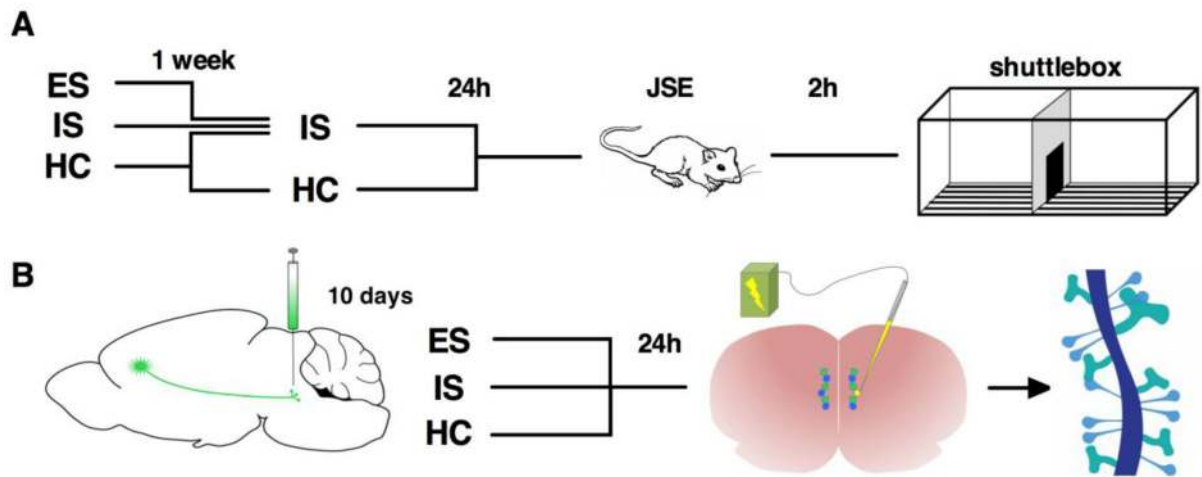 A
1 week
ES
IS
HC
IS
HC
24h
JSE
2h
shuttlebox
B
10 days
ES
IS
HC
24h